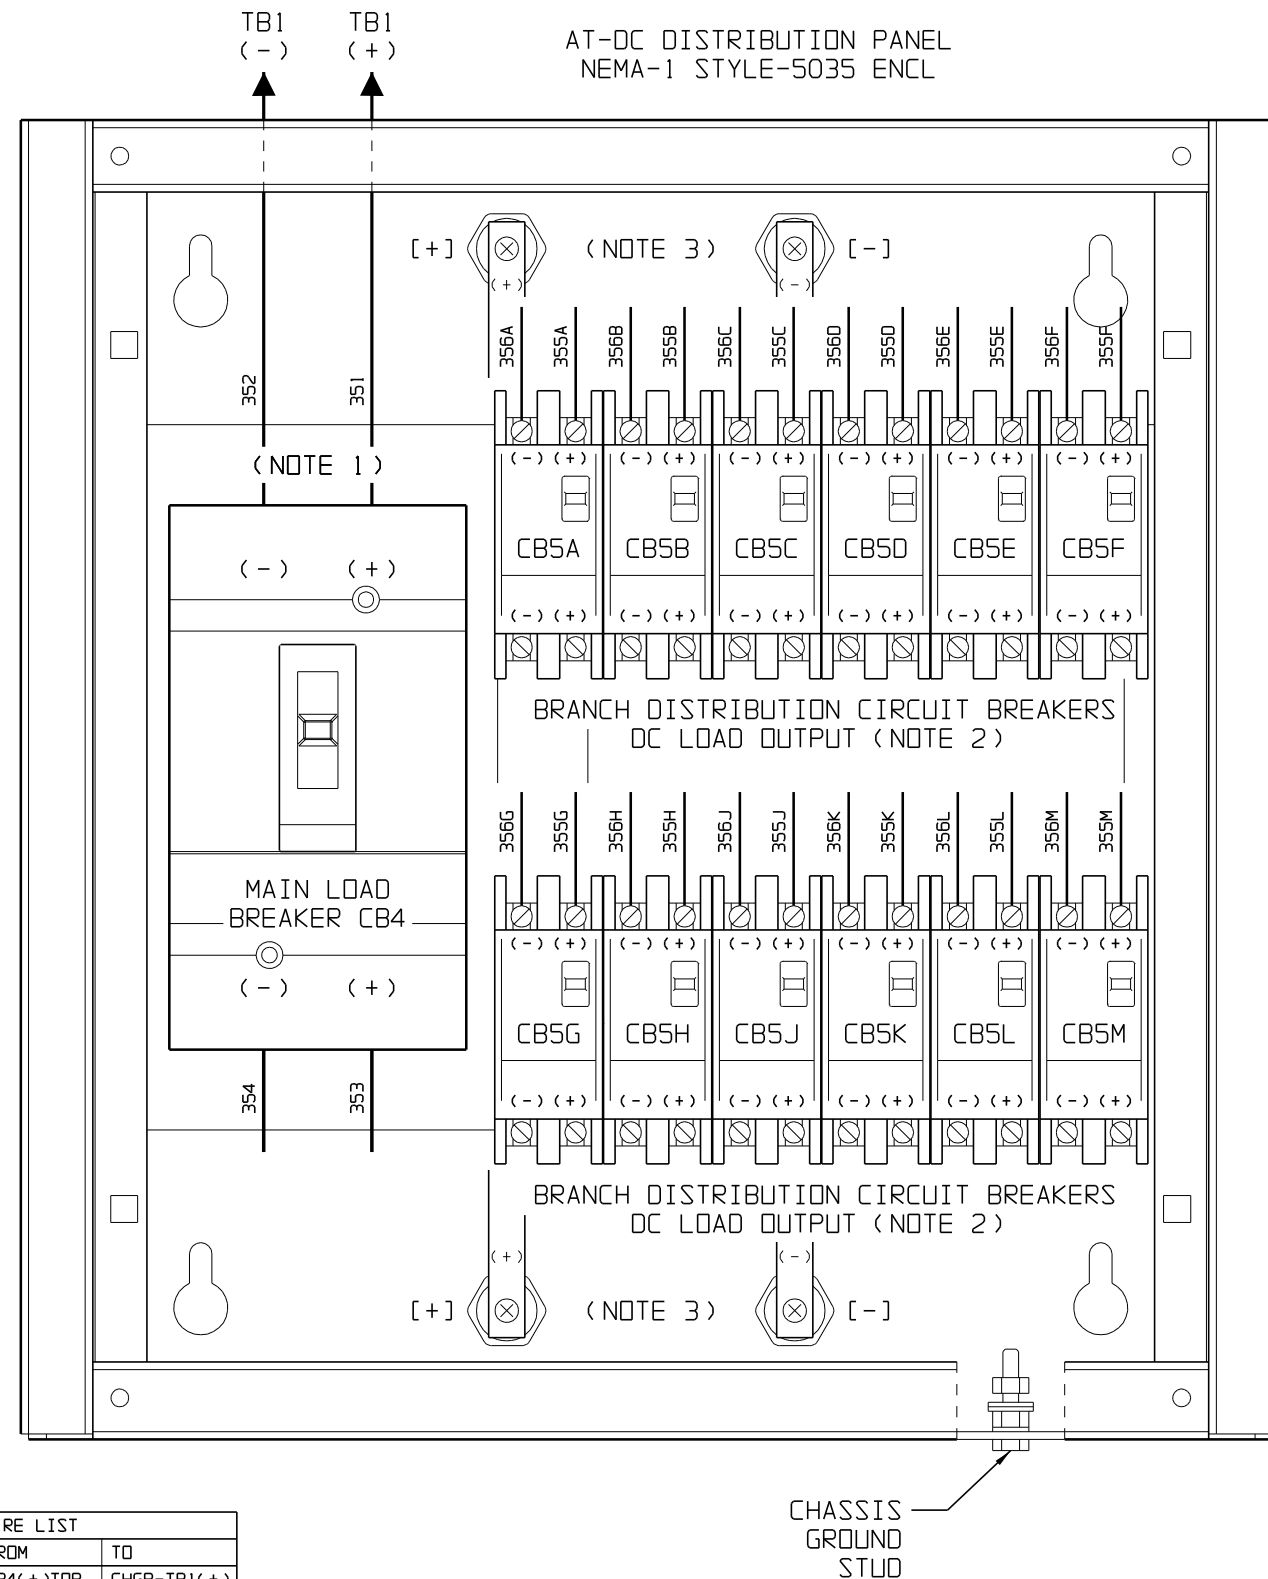 TB1 TB1
(-) (+)
AT-DC DISTRIBUTION PANEL
NEMA-1 STYLE-5035 ENCL
[+] (NOTE 3) [-]
(+) (-)
356A 355A 356B 355B 356C 355C 356D 355D 356E 355E 356F 355F
352 351
(NOTE 1)
(-) (+) (-) (+) (-) (+) (-) (+) (-) (+) (-) (+)
CB5A CB5B CB5C CB5D CB5E CB5F
(-) (+)
(-) (+) (-) (+) (-) (+) (-) (+) (-) (+) (-) (+)
BRANCH DISTRIBUTION CIRCUIT BREAKERS
DC LOAD OUTPUT (NOTE 2)
356G 355G 356H 355H 356J 355J 356K 355K 356L 355L 356M 355M
MAIN LOAD
BREAKER CB4
(-) (+)
(-) (+) (-) (+) (-) (+) (-) (+) (-) (+) (-) (+)
CB5G CB5H CB5J CB5K CB5L CB5M
354 353
(-) (+) (-) (+) (-) (+) (-) (+) (-) (+) (-) (+)
BRANCH DISTRIBUTION CIRCUIT BREAKERS
DC LOAD OUTPUT (NOTE 2)
(+) (-)
[+] (NOTE 3) [-]
CHASSIS
GROUND
STUD
RE LIST
ROM TO